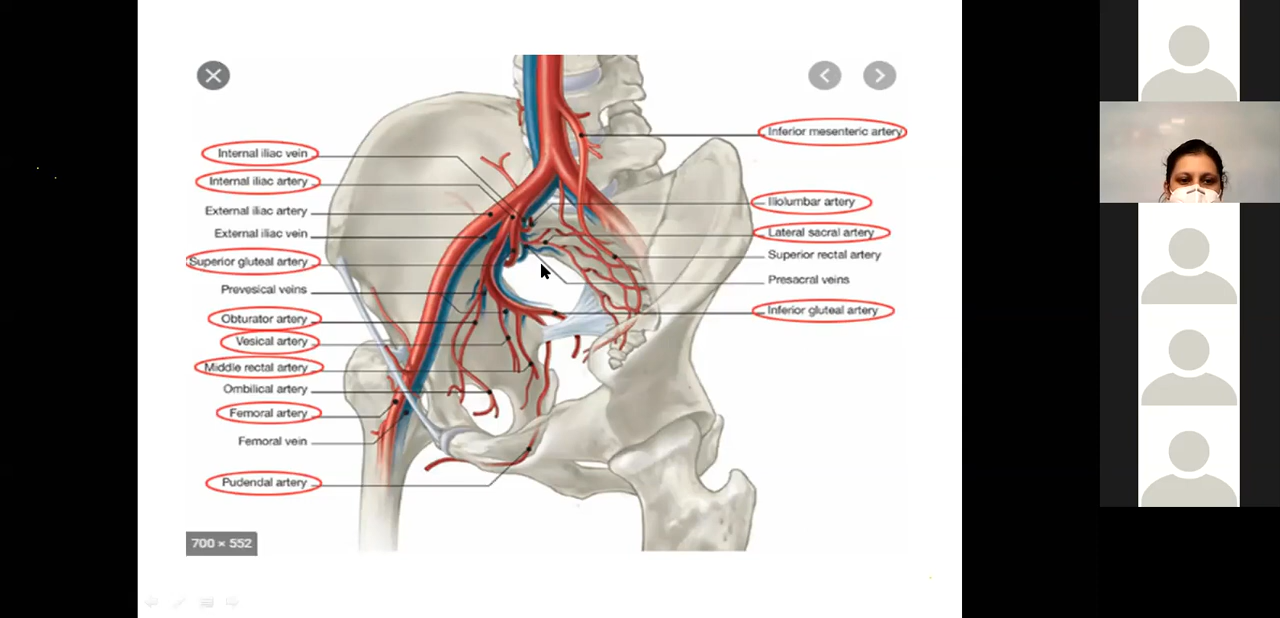 Internal iliac vein
Internal iliac artery
External iliac artery
External iliac vein
Superior gluteal artery
Prevesical veins
Obturator artery
Vesical artery
Middle rectal artery
Ombilical artery
Femoral artery
Femoral vein
Pudendal artery
Inferior mesenteric artery
Iliolumbar artery
Lateral sacral artery
Superior rectal artery
Presacral veins
Inferior gluteal artery
700 × 552